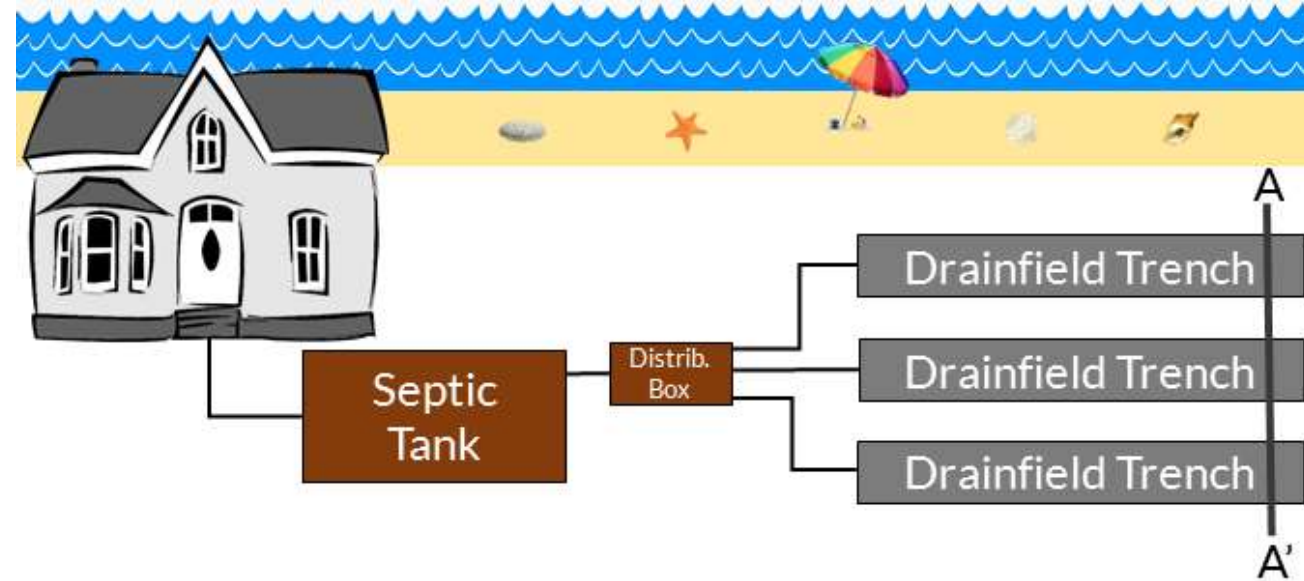 A
Drainfield Trench
Distrib.
Box
Drainfield Trench
Septic
Tank
Drainfield Trench
A'